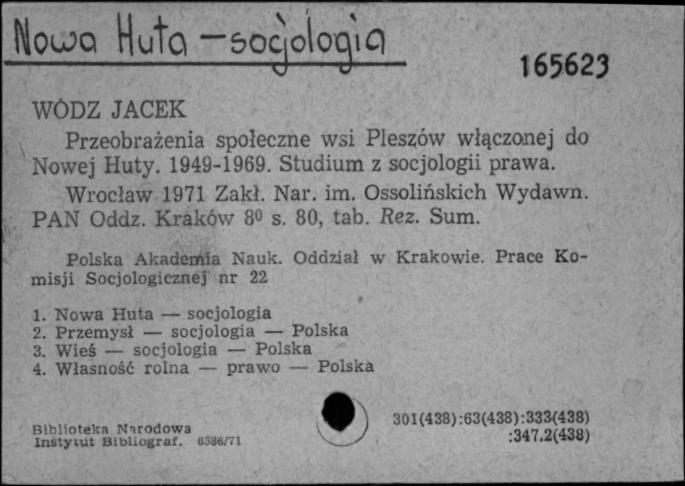 Nowa Huta – socjologia
165623
WÓDZ JACEK
Przeobrażenia społeczne wsi Pleszów włączonej do
Nowej Huty. 1949-1969. Studium z socjologii prawa.
Wrocław 1971 Zakł. Nar. im. Ossolińskich Wydawn.
PAN Oddz. Kraków 8⁰ s. 80, tab. Rez. Sum.
Polska Akademia Nauk. Oddział w Krakowie. Prace Ko-
misji Socjologicznej nr 22
1. Nowa Huta — socjologia
2. Przemysł — socjologia — Polska
3. Wieś — socjologia — Polska
4. Własność rolna — prawo — Polska
301(438):63(438):333(438)
:347.2(438)
Biblioteka Narodowa
Instytut Bibliograf. 6386/71